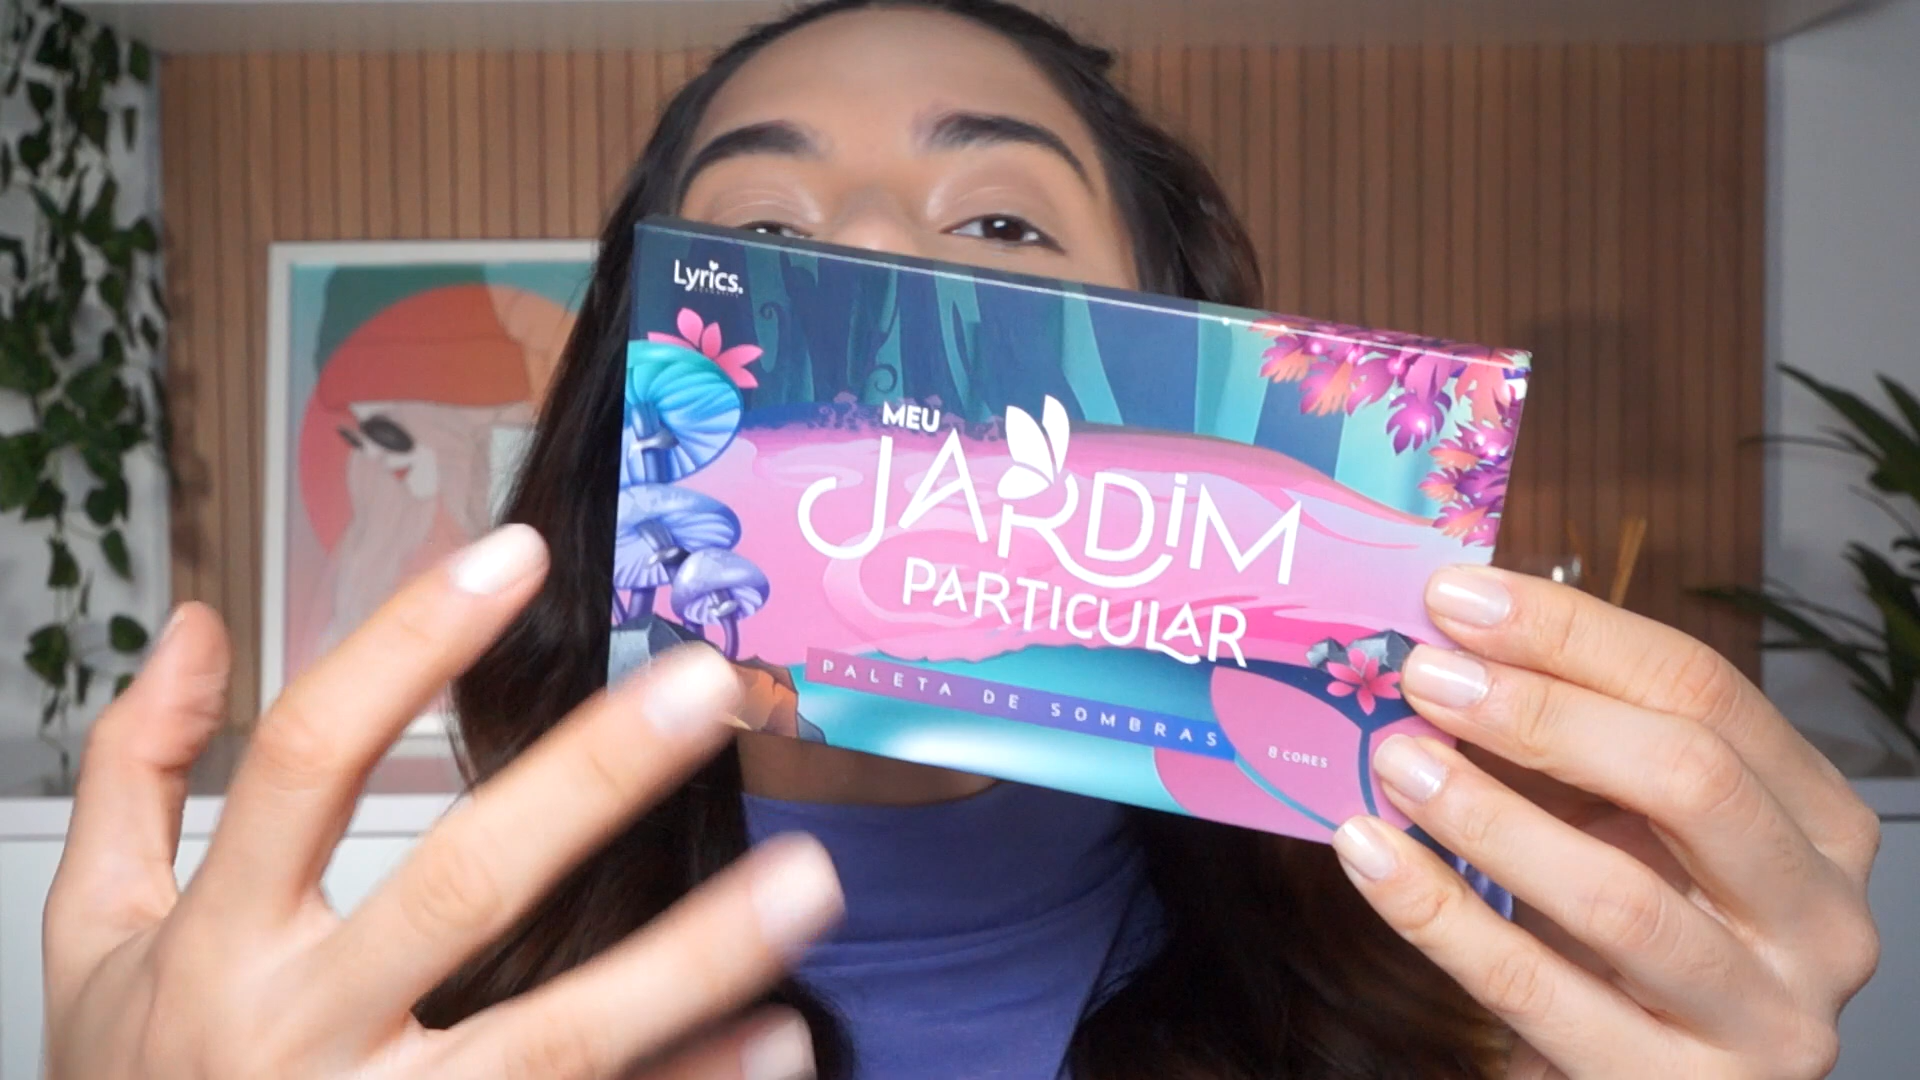 Lyrics.
MEU
JARDIM
PARTICULAR
PALETA DE SOMBRAS
8 CORES